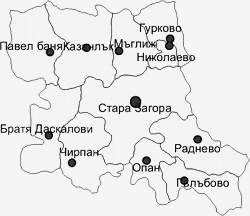 Гурково
Павел баня
Казанлък
Мъглиж
Николаево
Стара Загора
Братя Даскалови
Раднево
Чирпан
Опан
Гълъбово